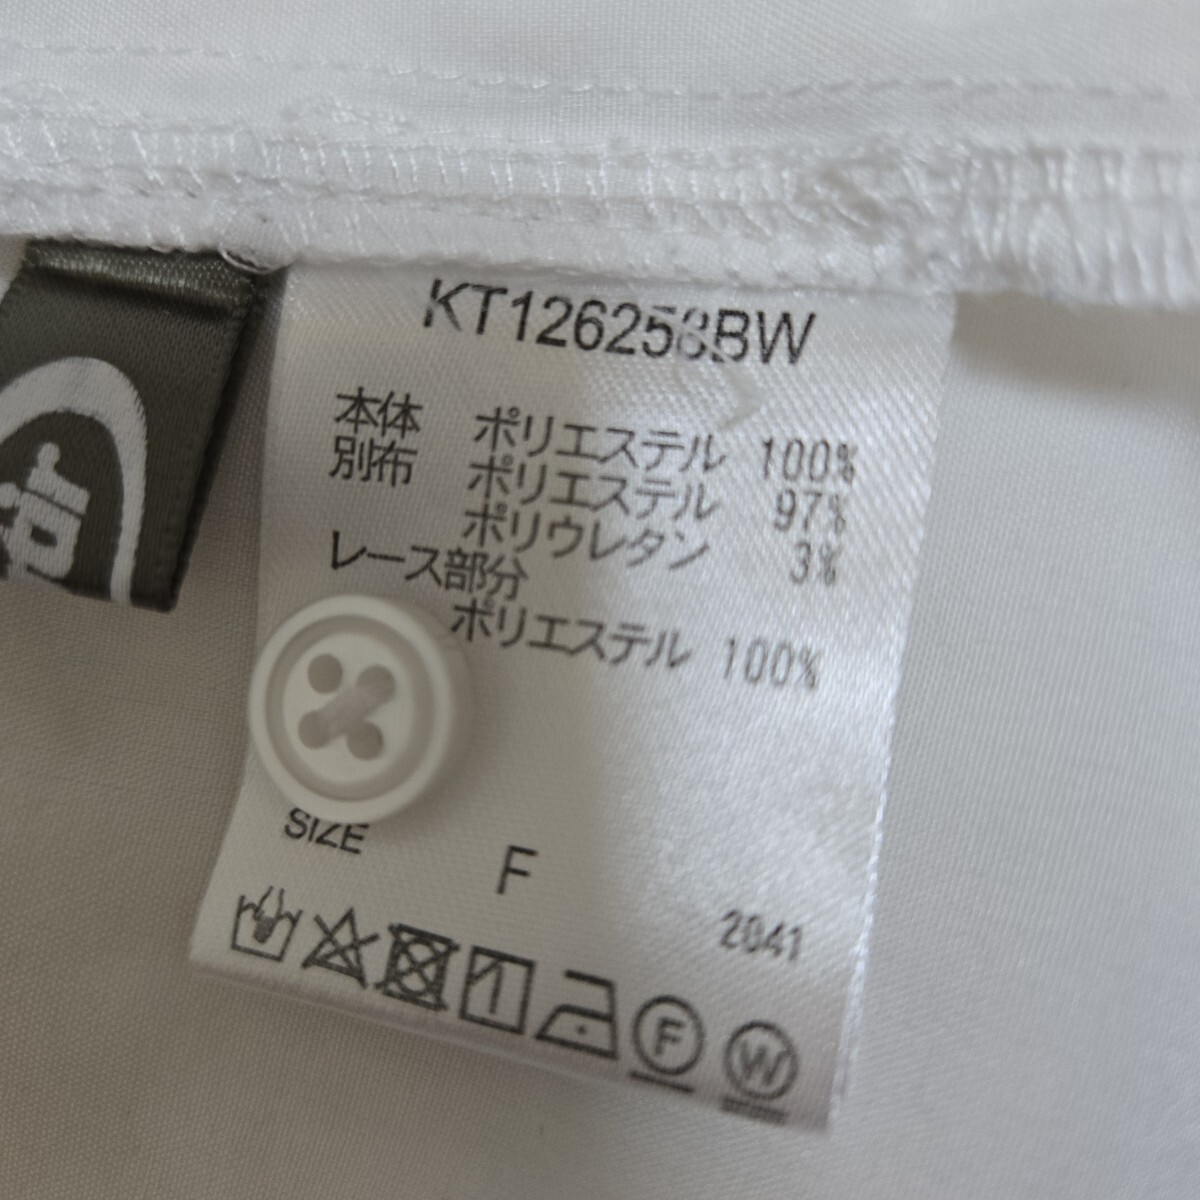 KT126258BW
本体 ポリエステル 100%
別布 ポリエステル 97%
ポリウレタン 3%
レース部分
ポリエステル 100%
SIZE
F
2041
F
W